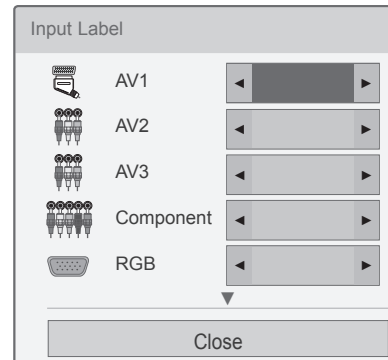 Input Label
AV1
AV2
AV3
Component
RGB
Close